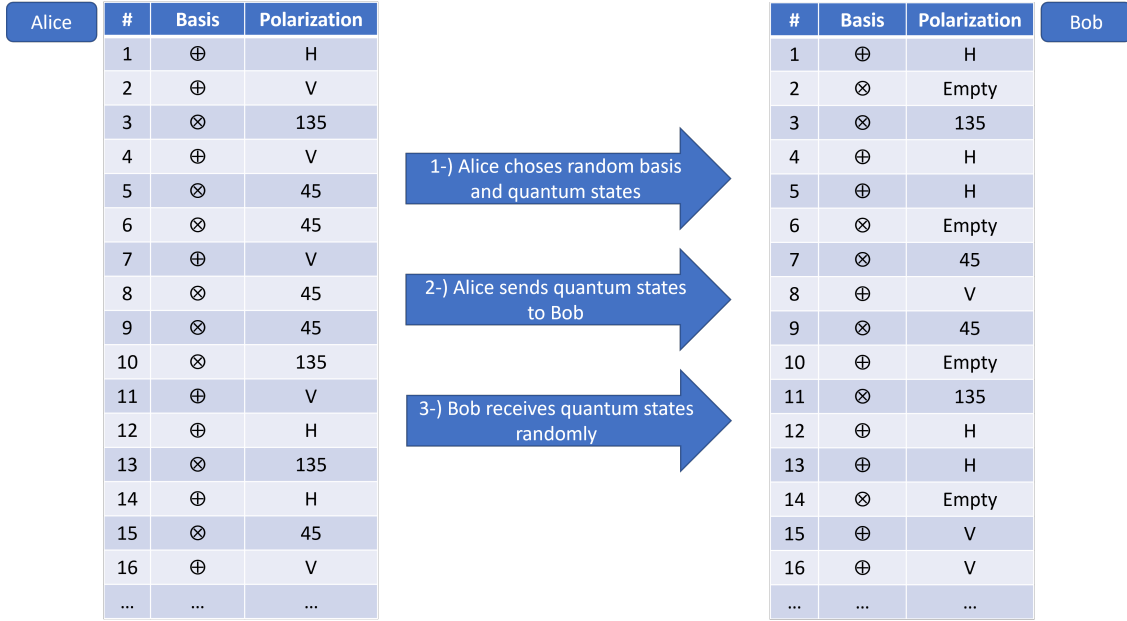 Alice
# Basis Polarization
1 ⊕ H
2 ⊕ V
3 ⊗ 135
4 ⊕ V
5 ⊗ 45
6 ⊗ 45
7 ⊕ V
8 ⊗ 45
9 ⊗ 45
10 ⊗ 135
11 ⊕ V
12 ⊕ H
13 ⊗ 135
14 ⊕ H
15 ⊗ 45
16 ⊕ V
... ... ...
1-) Alice choses random basis
and quantum states
2-) Alice sends quantum states
to Bob
3-) Bob receives quantum states
randomly
# Basis Polarization
1 ⊕ H
2 ⊗ Empty
3 ⊗ 135
4 ⊕ H
5 ⊕ H
6 ⊗ Empty
7 ⊗ 45
8 ⊕ V
9 ⊗ 45
10 ⊕ Empty
11 ⊗ 135
12 ⊕ H
13 ⊕ H
14 ⊗ Empty
15 ⊕ V
16 ⊕ V
... ... ...
Bob